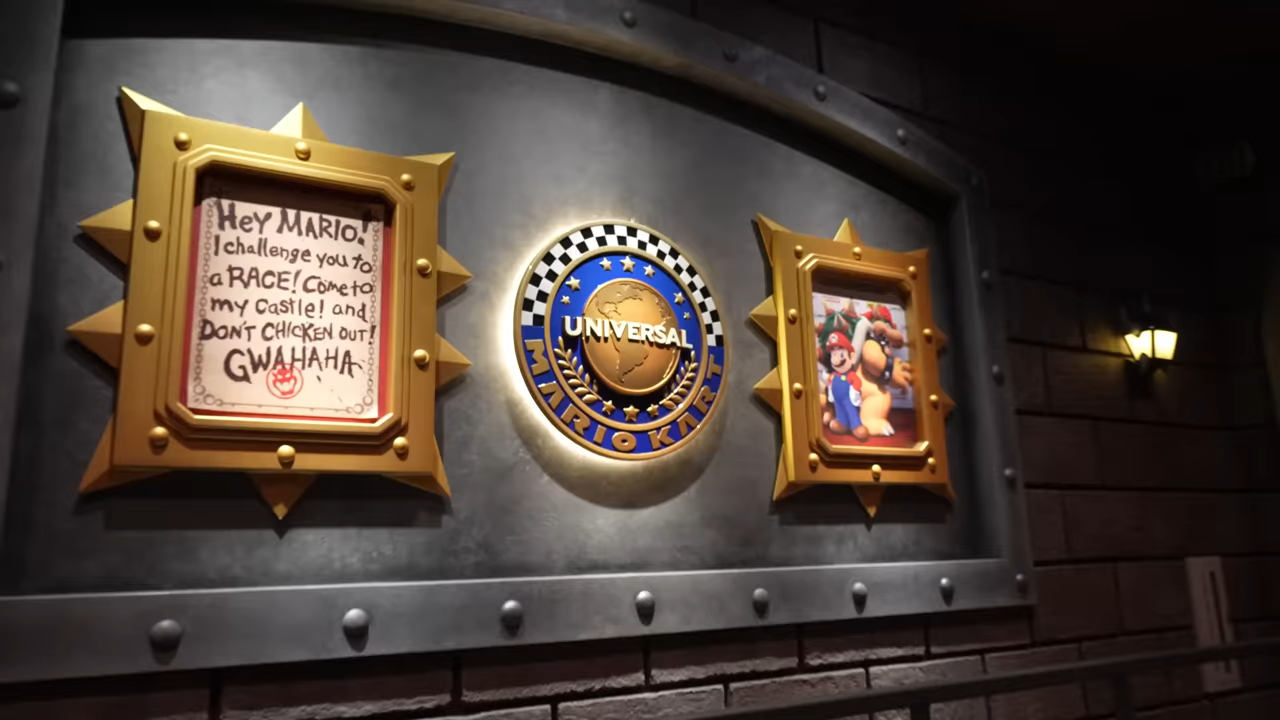 Hey MARIO!
I challenge you to
a RACE! Come to
my castle! and
DON'T CHICKEN OUT!
GWAHAHA
UNIVERSAL
MARIO KART